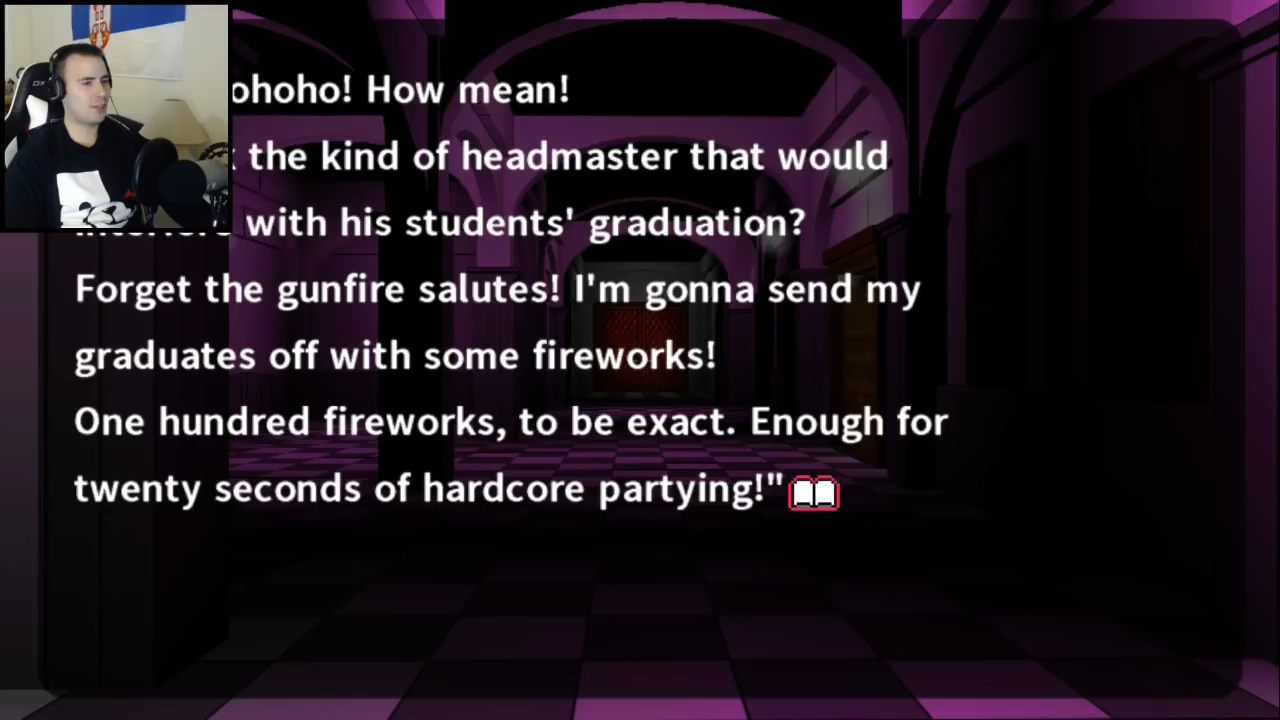 ohoho! How mean!
the kind of headmaster that would
with his students' graduation?
Forget the gunfire salutes! I'm gonna send my
graduates off with some fireworks!
One hundred fireworks, to be exact. Enough for
twenty seconds of hardcore partying!"